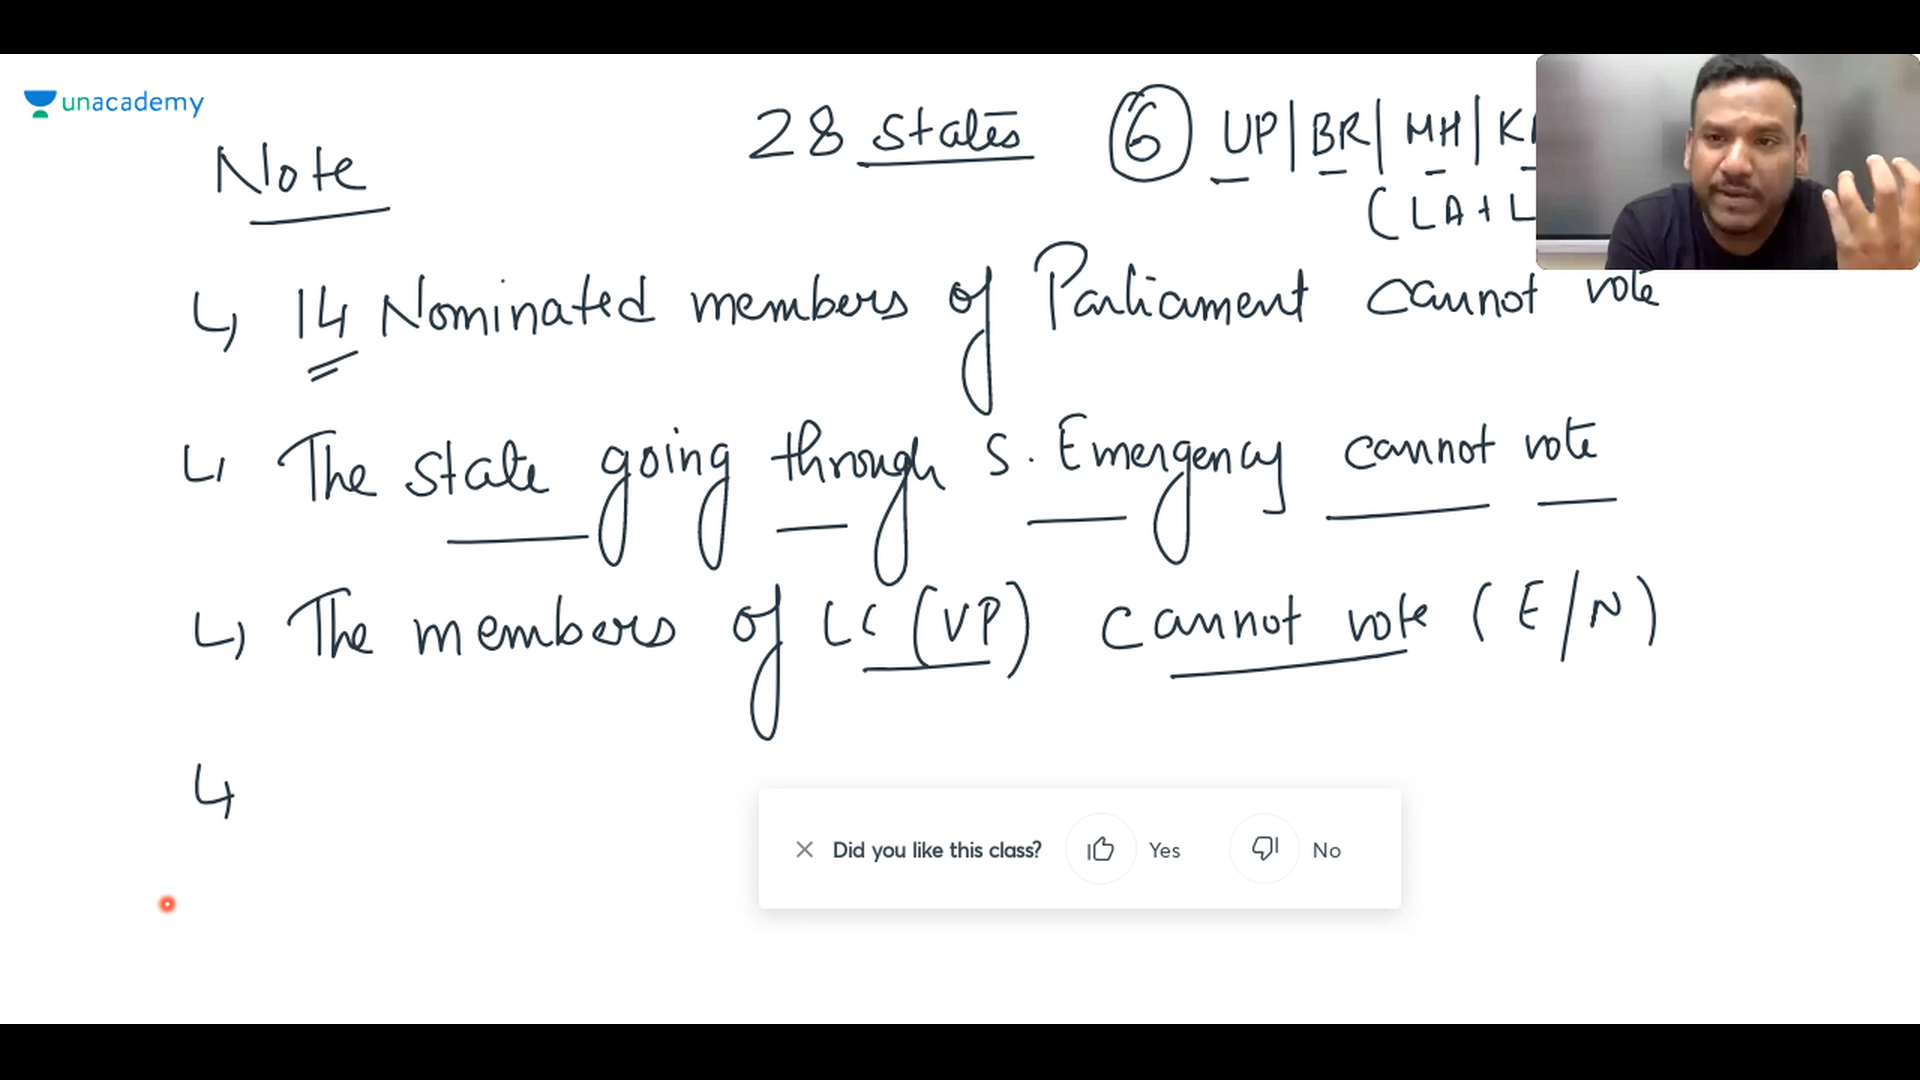 unacademy
28 states ⑥ UP|BR|MH|K
(LA+L
Note
↳ 14 Nominated members of Parliament cannot vote
↳ The state going through S. Emergency cannot vote
↳ The members of LC (VP) cannot vote (E/N)
↳
Did you like this class? Yes No